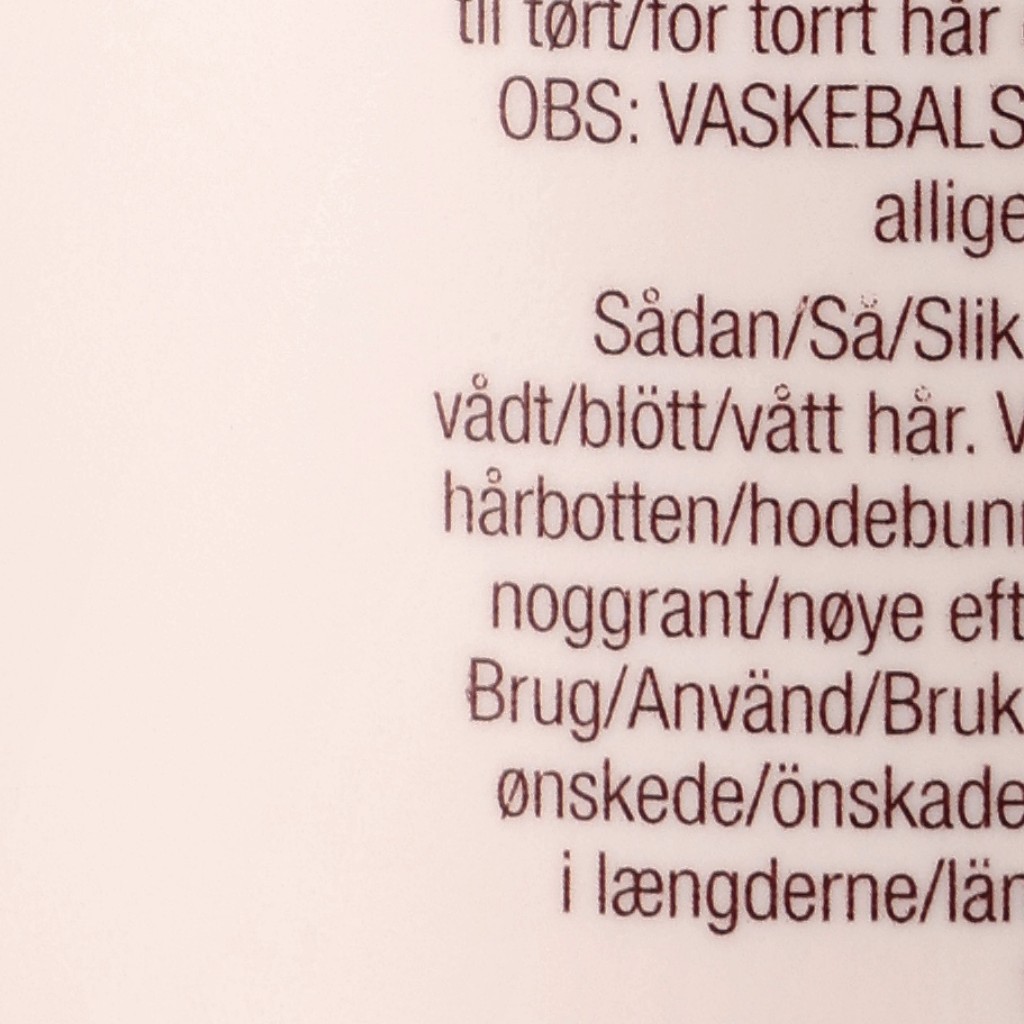 til tørt/för torrt hår
OBS: VASKEBALS
allige
Sådan/Så/Slik
vådt/blött/vått hår. V
hårbotten/hodebun
noggrant/nøye eft
Brug/Använd/Bruk
ønskede/önskade
i længderne/län